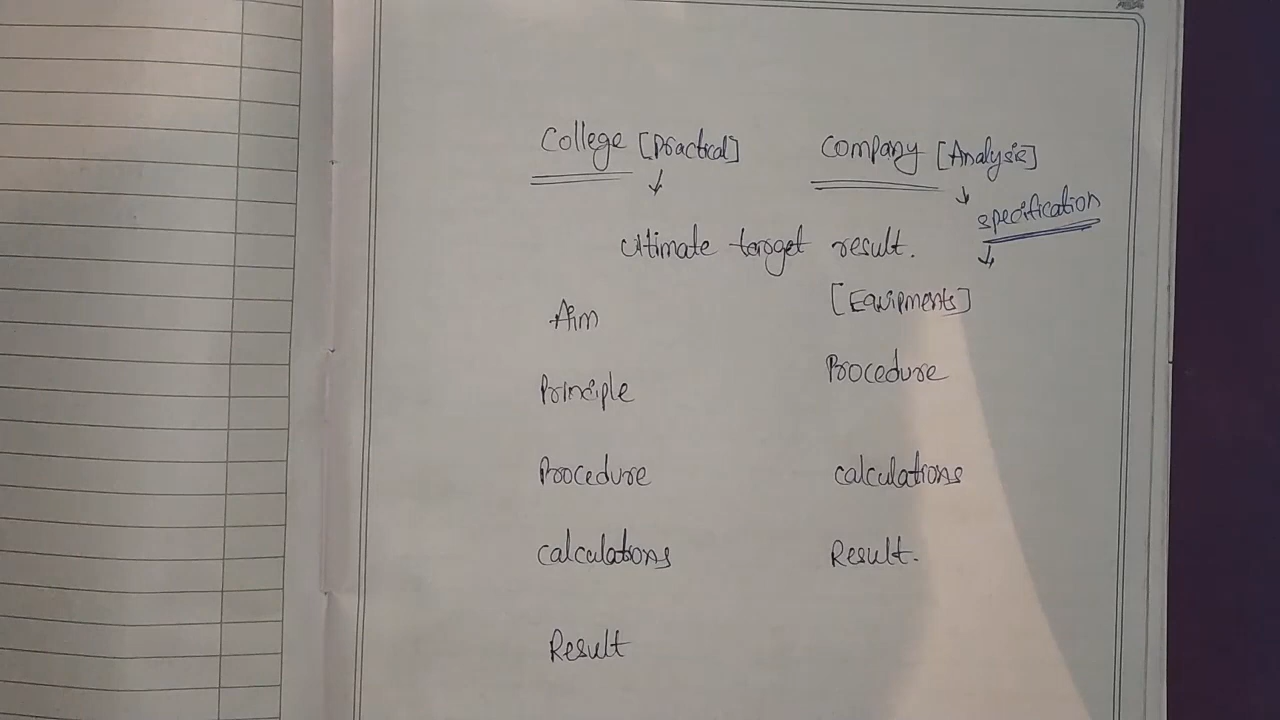 College [Practical]
Company [Analysis]
specification
Ultimate target result.
[Equipments]
Aim
Procedure
Principle
Procedure
calculations
calculations
Result.
Result